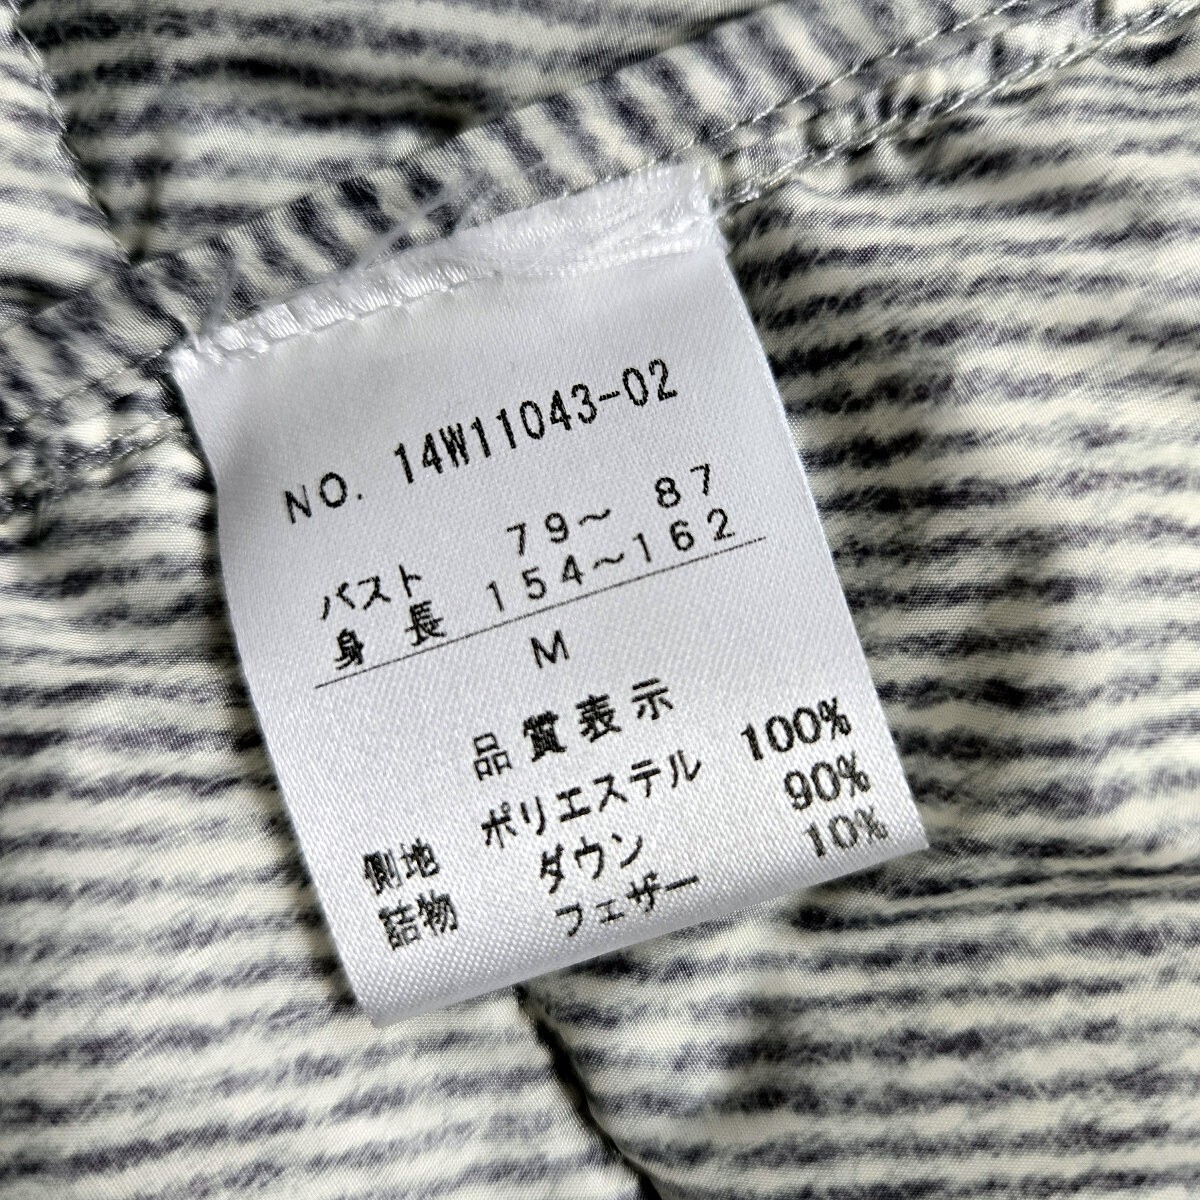 NO. 14W11043-02
バスト 79～ 87
身 長 154～162
M
品質表示
側地 ポリエステル 100%
詰物 ダウン 90%
フェザー 10%